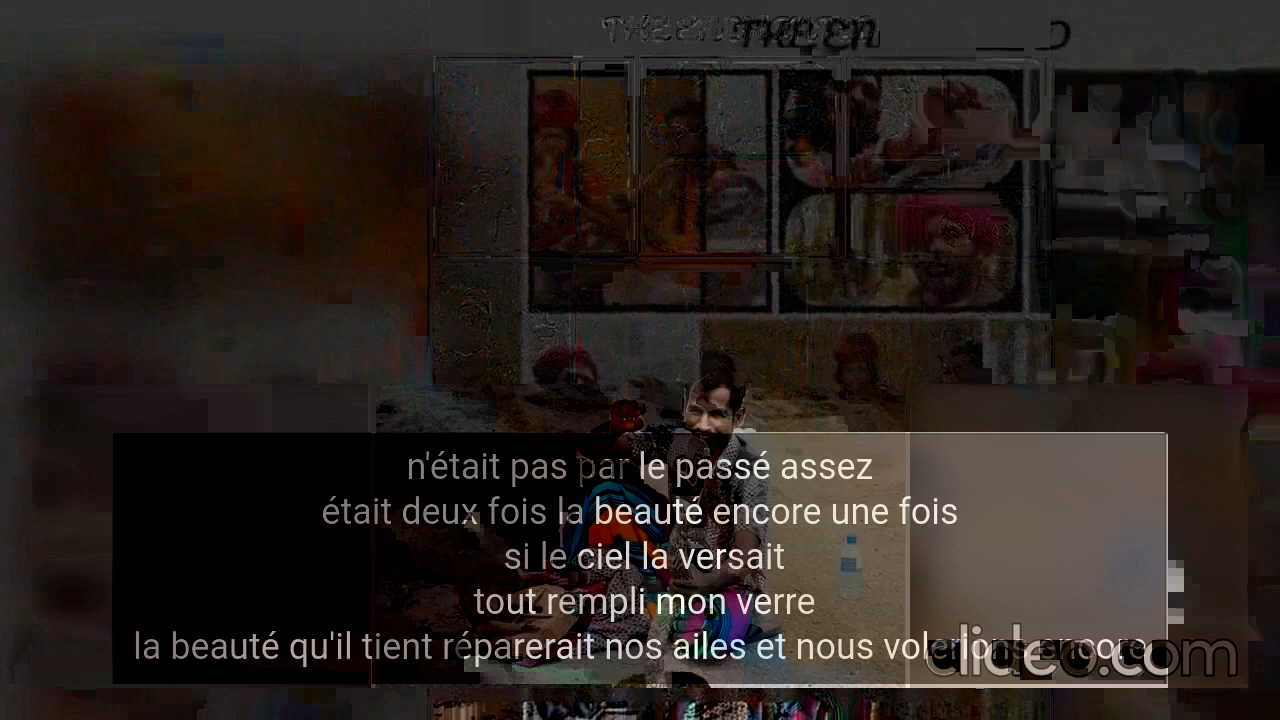 n'était pas par le passé assez
était deux fois la beauté encore une fois
si le ciel la versait
tout rempli mon verre
la beauté qu'il tient réparerait nos ailes et nous volerions encore
clideo.com